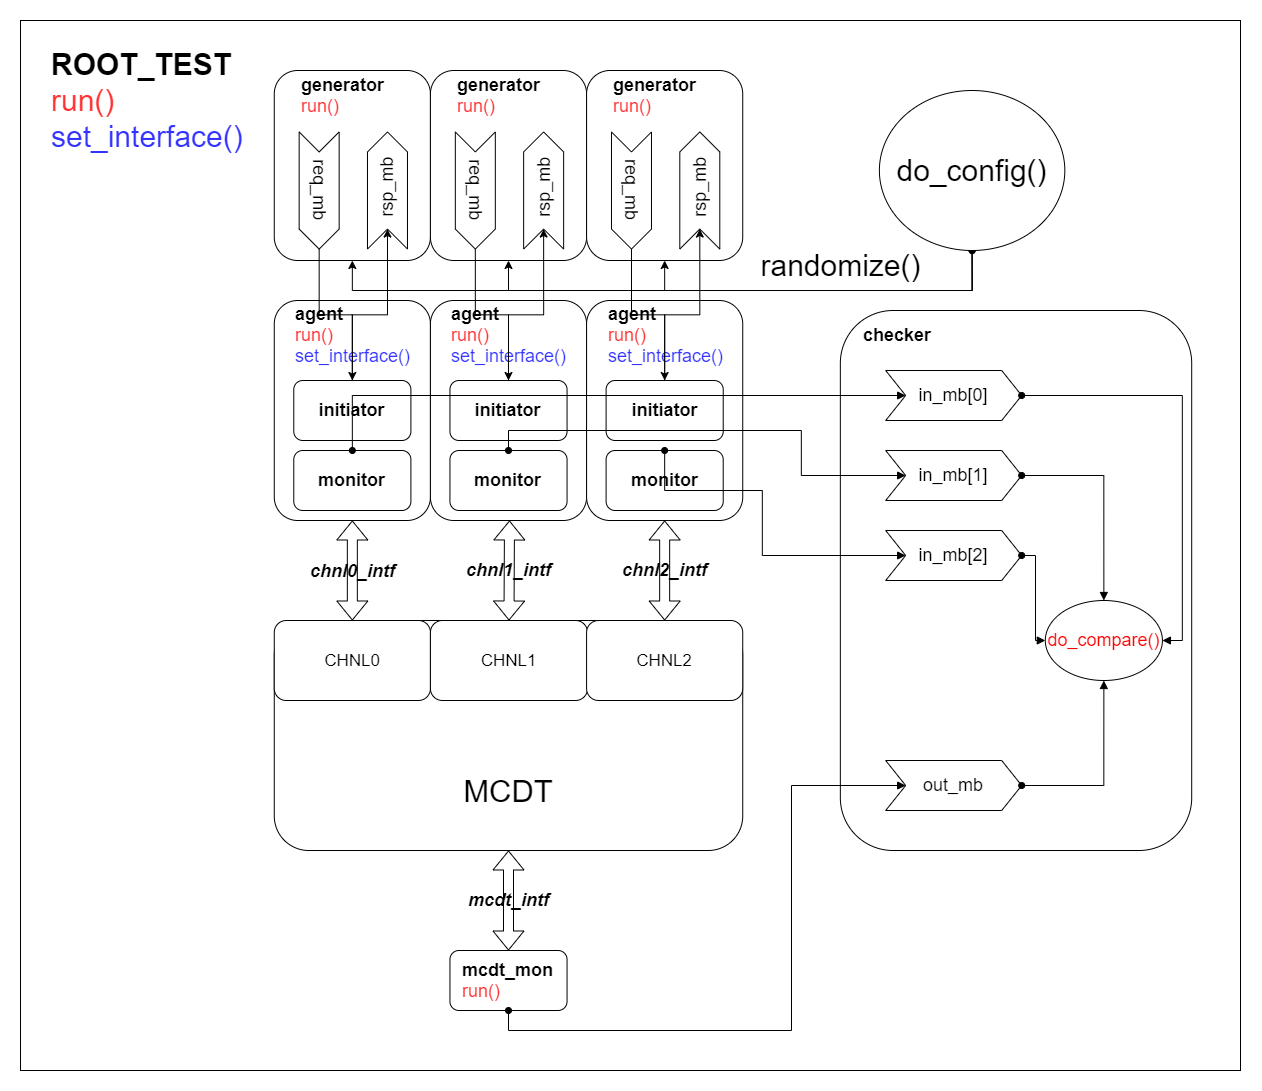 ROOT_TEST
run()
set_interface()
generator
run()
req_mb
rsp_mb
generator
run()
req_mb
rsp_mb
generator
run()
req_mb
rsp_mb
do_config()
randomize()
agent
run()
set_interface()
initiator
monitor
agent
run()
set_interface()
initiator
monitor
agent
run()
set_interface()
initiator
monitor
checker
in_mb[0]
in_mb[1]
in_mb[2]
do_compare()
out_mb
chnl0_intf
chnl1_intf
chnl2_intf
CHNL0
CHNL1
CHNL2
MCDT
mcdt_intf
mcdt_mon
run()